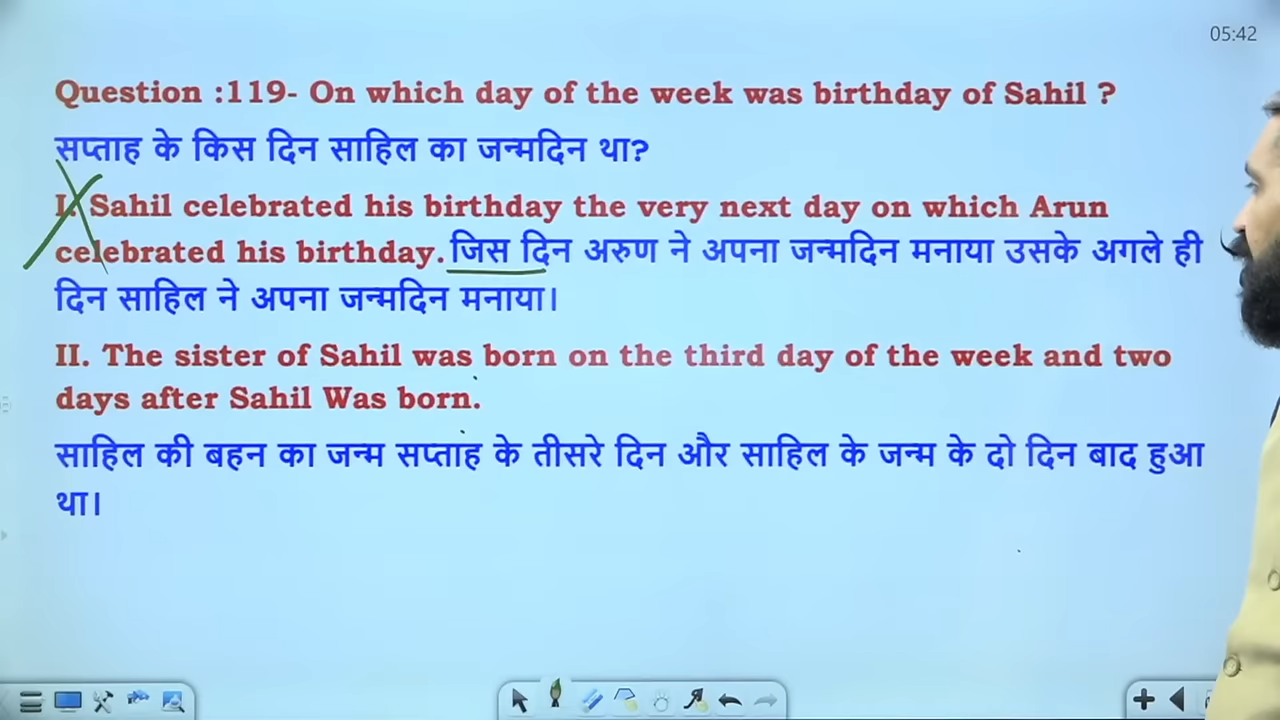 05:42
Question :119- On which day of the week was birthday of Sahil ?
सप्ताह के किस दिन साहिल का जन्मदिन था?
I. Sahil celebrated his birthday the very next day on which Arun
celebrated his birthday. जिस दिन अरुण ने अपना जन्मदिन मनाया उसके अगले ही
दिन साहिल ने अपना जन्मदिन मनाया।
II. The sister of Sahil was born on the third day of the week and two
days after Sahil Was born.
साहिल की बहन का जन्म सप्ताह के तीसरे दिन और साहिल के जन्म के दो दिन बाद हुआ
था।